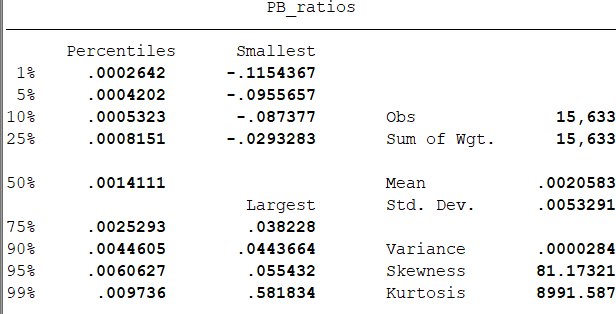 PB_ratios
Percentiles Smallest
1% .0002642 -.1154367
5% .0004202 -.0955657
10% .0005323 -.087377 Obs 15,633
25% .0008151 -.0293283 Sum of Wgt. 15,633
50% .0014111 Mean .0020583
Largest Std. Dev. .0053291
75% .0025293 .038228
90% .0044605 .0443664 Variance .0000284
95% .0060627 .055432 Skewness 81.17321
99% .009736 .581834 Kurtosis 8991.587